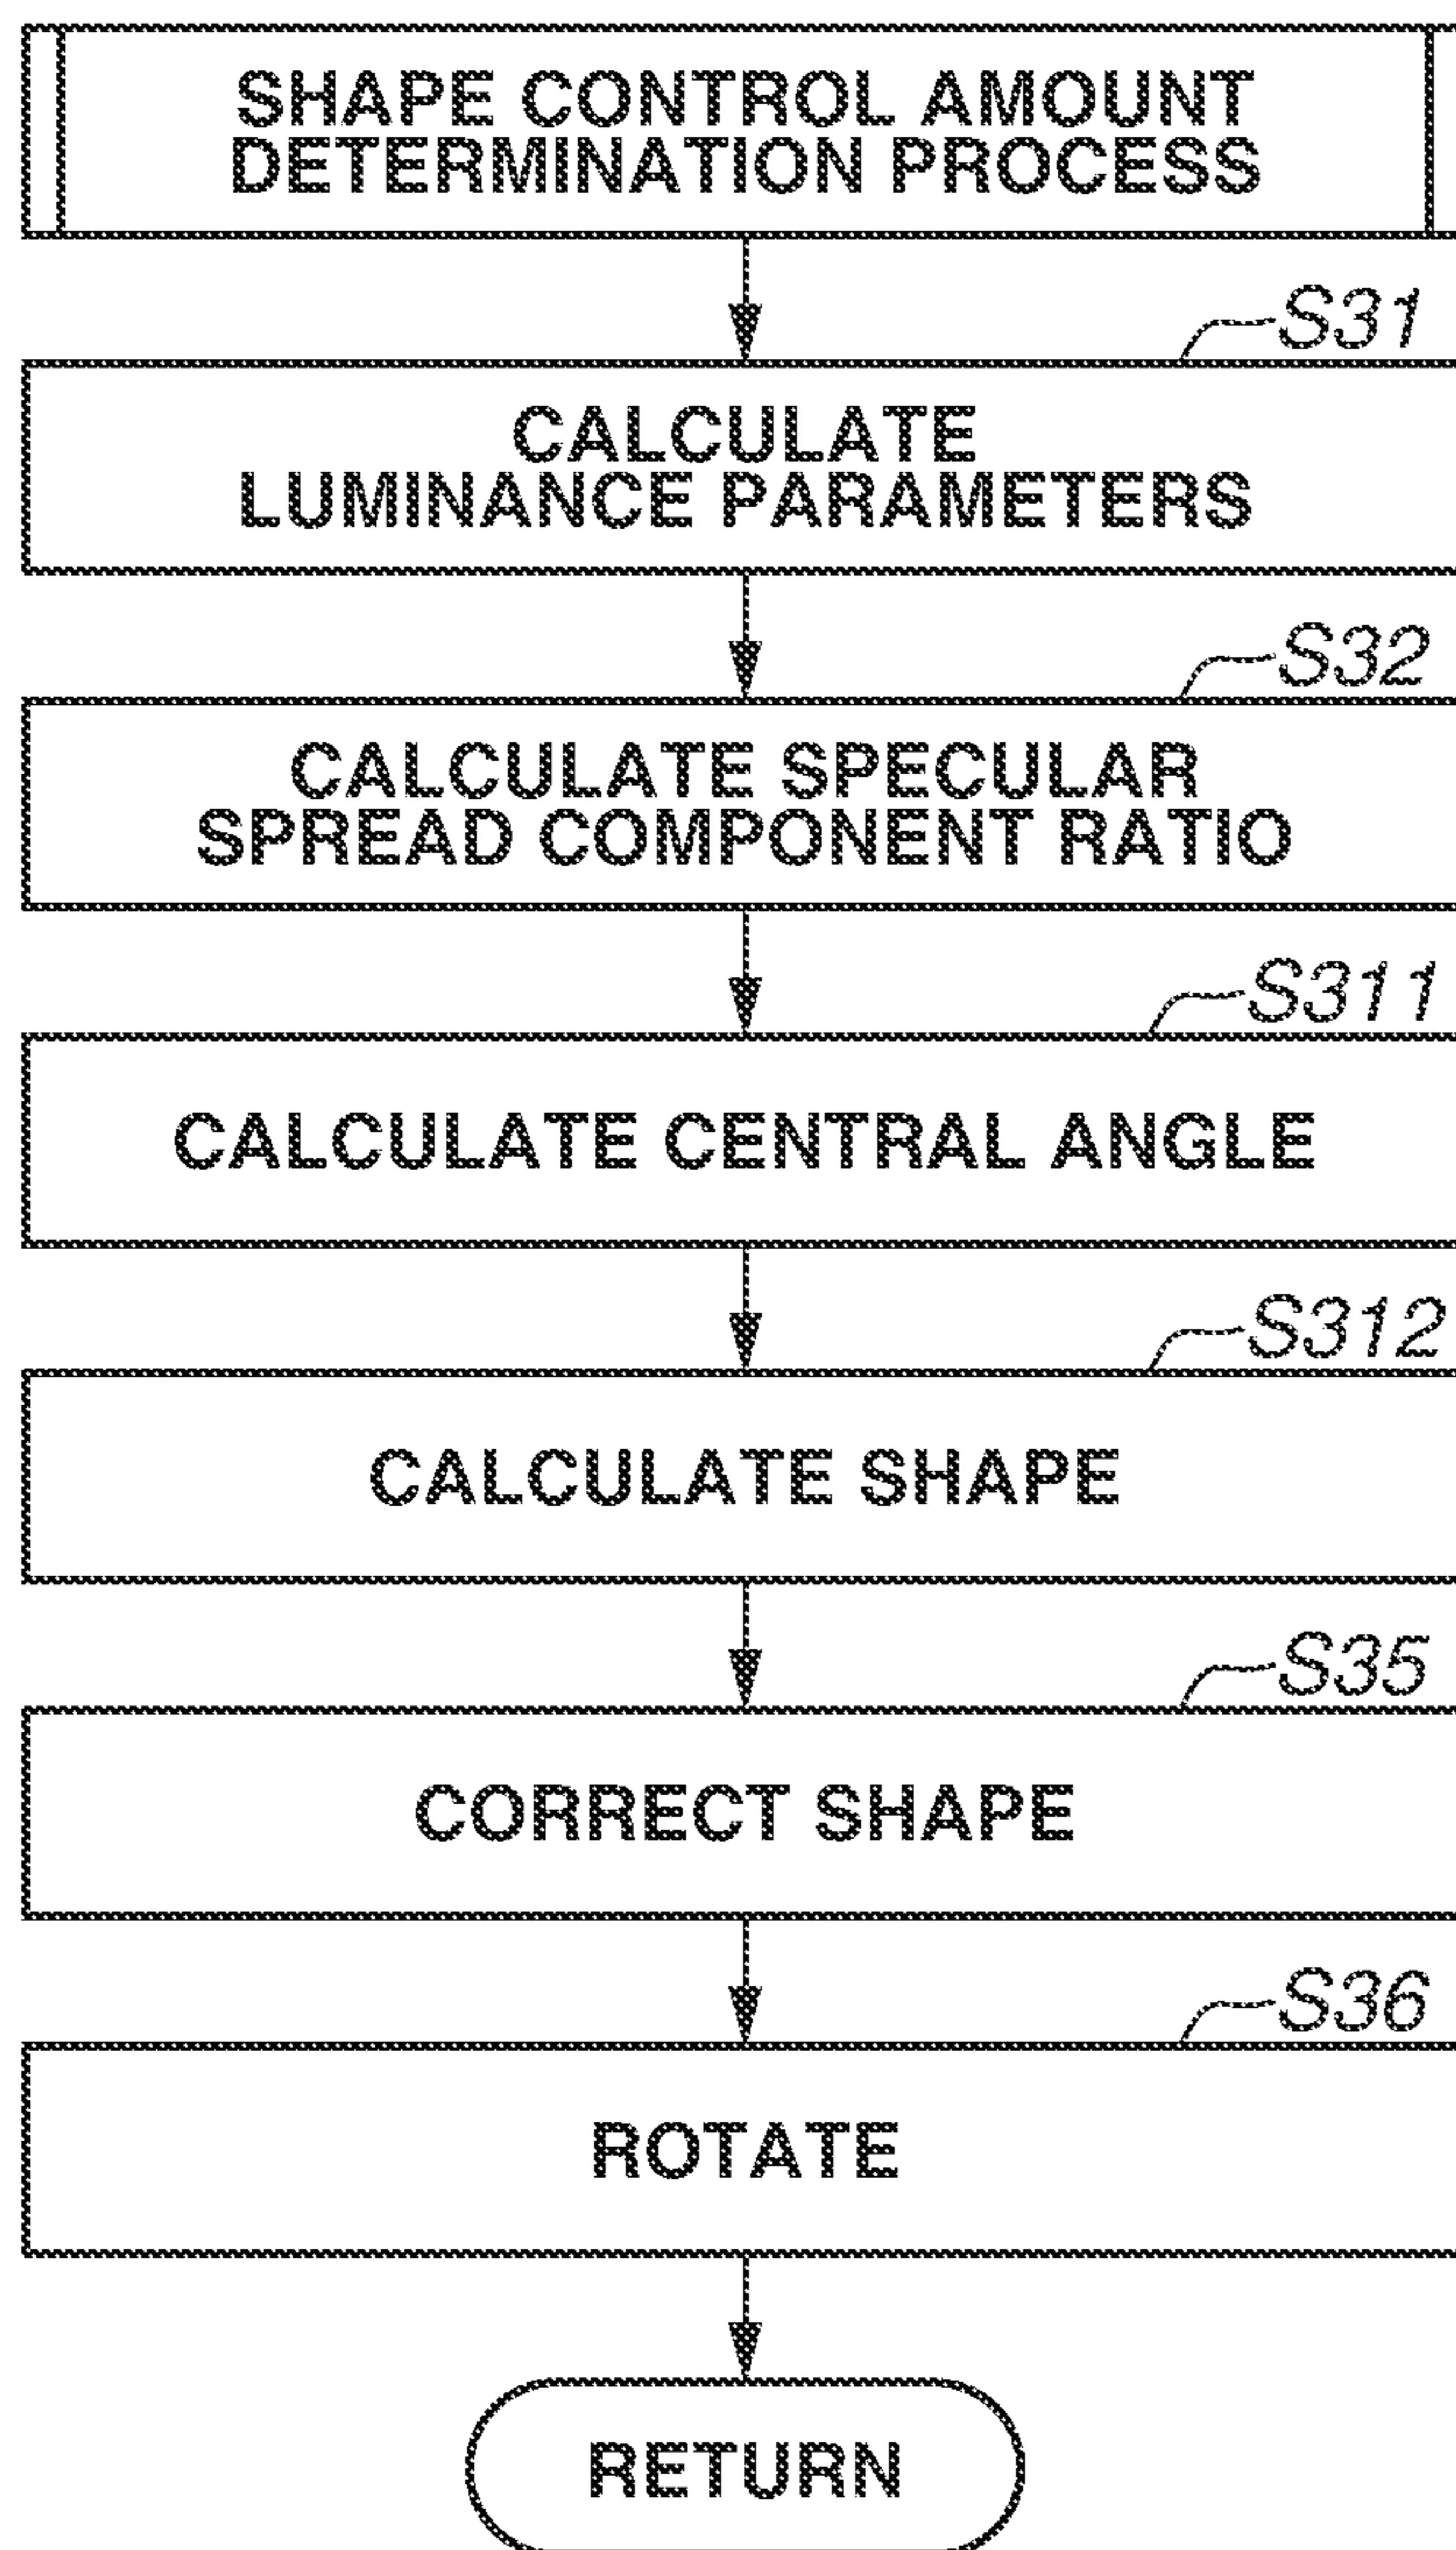 SHAPE CONTROL AMOUNT
DETERMINATION PROCESS
S31
CALCULATE
LUMINANCE PARAMETERS
S32
CALCULATE SPECULAR
SPREAD COMPONENT RATIO
S311
CALCULATE CENTRAL ANGLE
S312
CALCULATE SHAPE
S35
CORRECT SHAPE
S36
ROTATE
RETURN